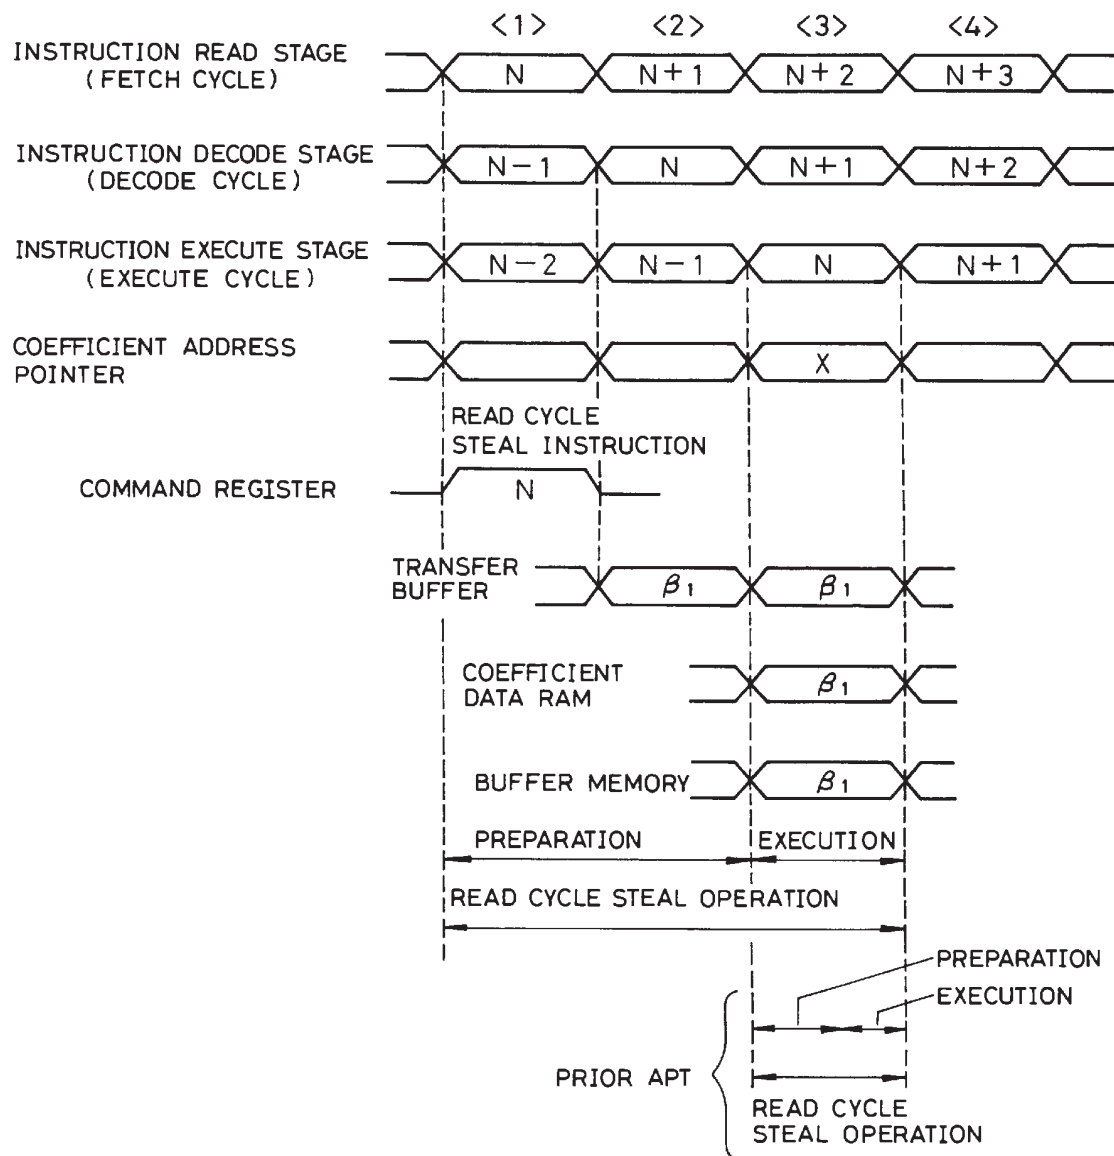 <1> <2> <3> <4>
INSTRUCTION READ STAGE
(FETCH CYCLE)
N N+1 N+2 N+3
INSTRUCTION DECODE STAGE
(DECODE CYCLE)
N-1 N N+1 N+2
INSTRUCTION EXECUTE STAGE
(EXECUTE CYCLE)
N-2 N-1 N N+1
COEFFICIENT ADDRESS
POINTER
X
READ CYCLE
STEAL INSTRUCTION
COMMAND REGISTER
N
TRANSFER
BUFFER
β1 β1
COEFFICIENT
DATA RAM
β1
BUFFER MEMORY
β1
PREPARATION EXECUTION
READ CYCLE STEAL OPERATION
PREPARATION
EXECUTION
PRIOR APT
READ CYCLE
STEAL OPERATION